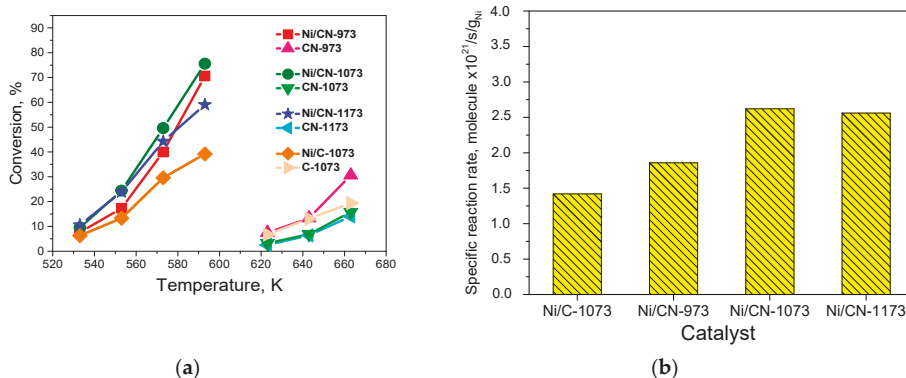 Conversion, %
90
80
70
60
50
40
30
20
10
0
520 540 560 580 600 620 640 660 680
Temperature, K
Ni/CN-973
CN-973
Ni/CN-1073
CN-1073
Ni/CN-1173
CN-1173
Ni/C-1073
C-1073
(a)
Specific reaction rate, molecule x10²¹/s/gNi
4.0
3.5
3.0
2.5
2.0
1.5
1.0
0.5
0.0
Ni/C-1073 Ni/CN-973 Ni/CN-1073 Ni/CN-1173
Catalyst
(b)